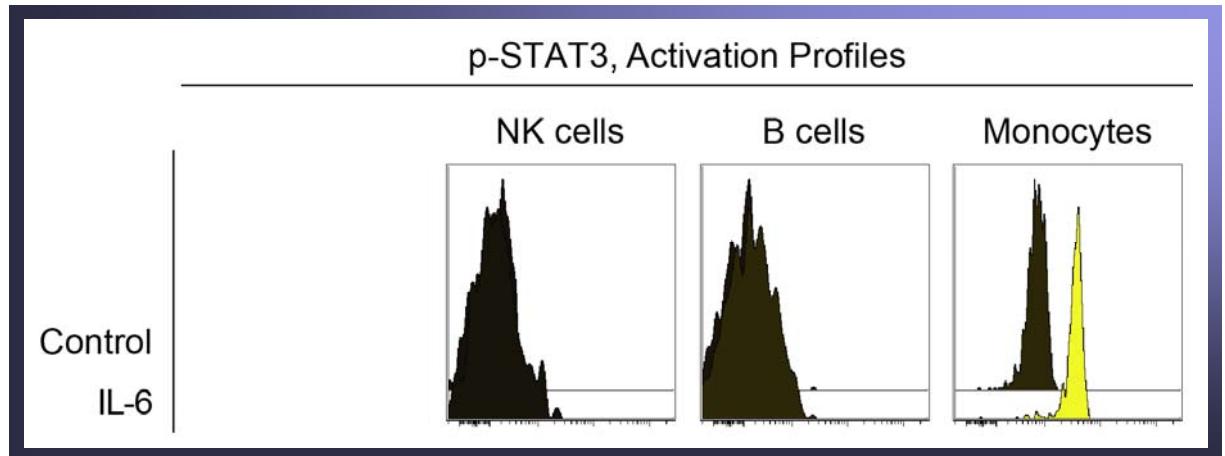 p-STAT3, Activation Profiles
NK cells B cells Monocytes
Control
IL-6